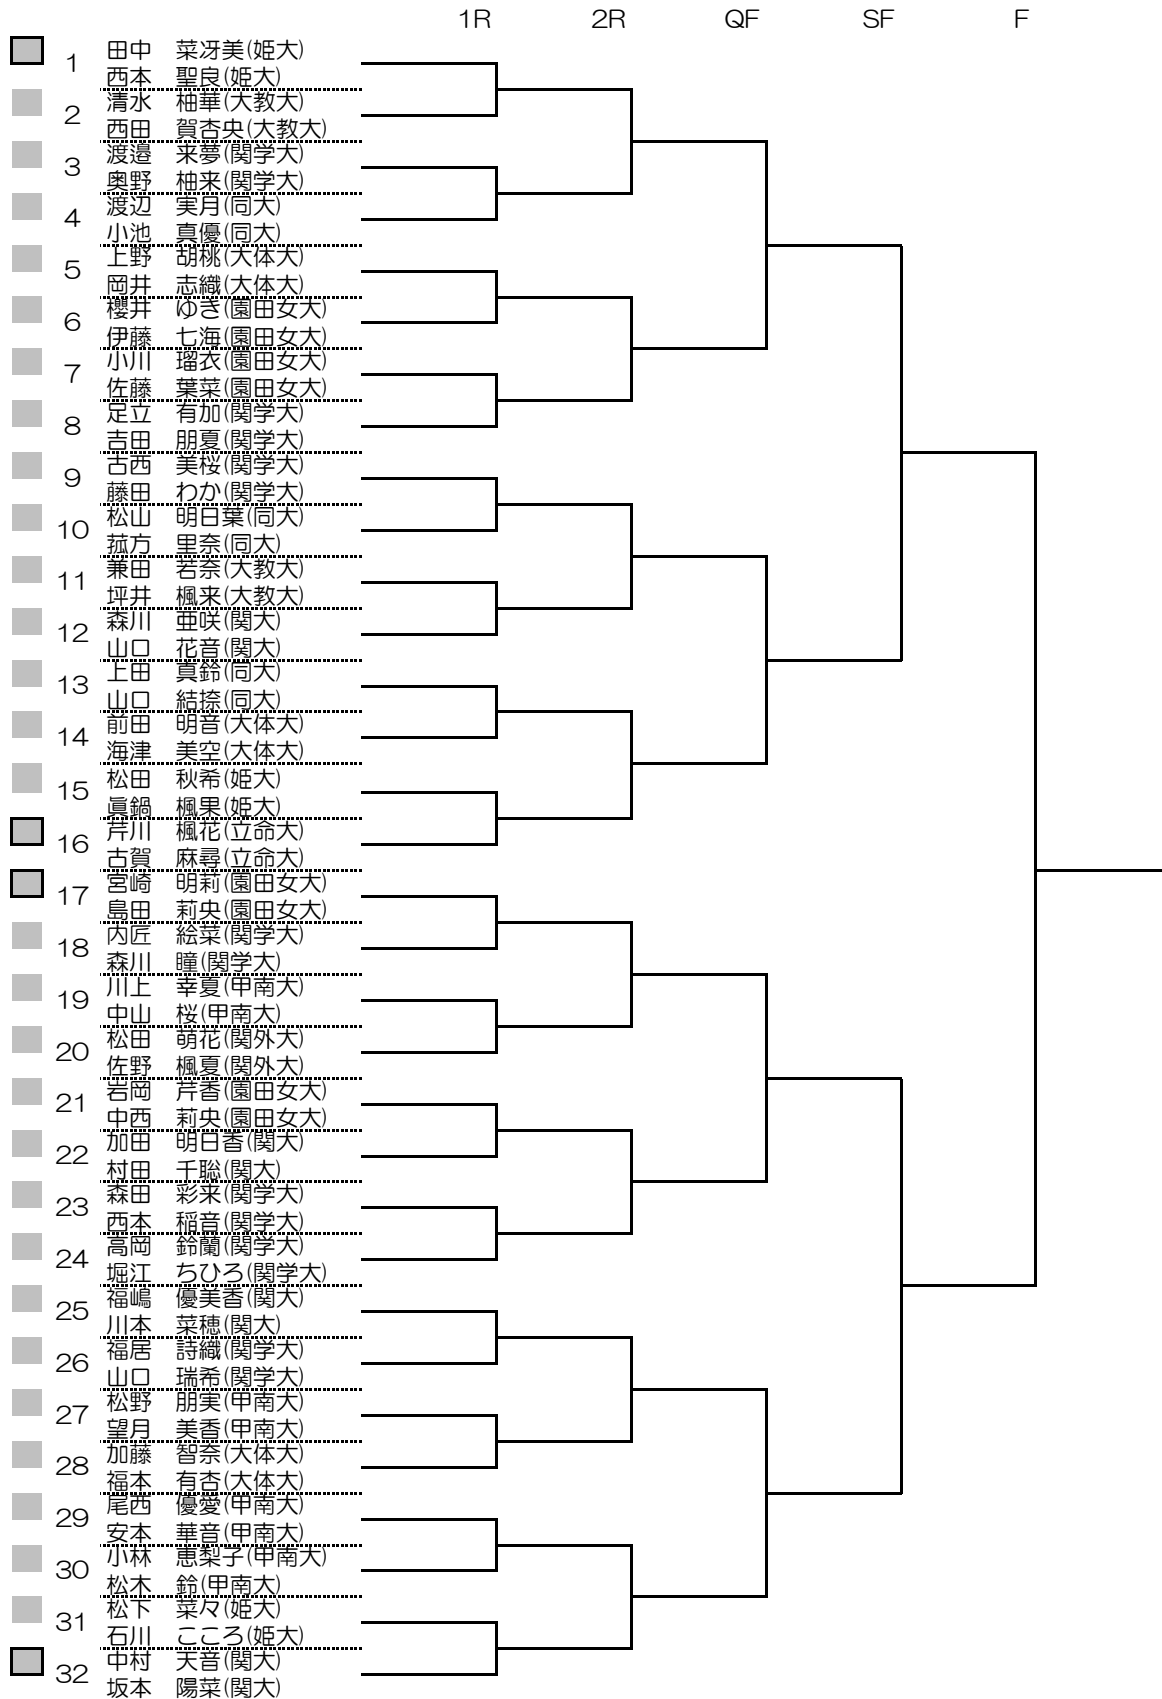 1R 2R QF SF F
1 田中 菜冴美(姫大)
西本 聖良(姫大)
2 清水 柚華(大教大)
西田 賀杏央(大教大)
3 渡邉 来夢(関学大)
奥野 柚来(関学大)
4 渡辺 実月(同大)
小池 真優(同大)
5 上野 胡桃(大体大)
岡井 志織(大体大)
6 櫻井 ゆき(園田女大)
伊藤 七海(園田女大)
7 小川 瑠衣(園田女大)
佐藤 葉菜(園田女大)
8 足立 有加(関学大)
吉田 朋夏(関学大)
9 古西 美桜(関学大)
藤田 わか(関学大)
10 松山 明日葉(同大)
菰方 里奈(同大)
11 兼田 若奈(大教大)
坪井 楓来(大教大)
12 森川 亜咲(関大)
山口 花音(関大)
13 上田 真鈴(同大)
山口 結捺(同大)
14 前田 明音(大体大)
海津 美空(大体大)
15 松田 秋希(姫大)
眞鍋 楓果(姫大)
16 芹川 楓花(立命大)
古賀 麻尋(立命大)
17 宮崎 明莉(園田女大)
島田 莉央(園田女大)
18 内匠 絵菜(関学大)
森川 瞳(関学大)
19 川上 幸夏(甲南大)
中山 桜(甲南大)
20 松田 萌花(関外大)
佐野 楓夏(関外大)
21 岩岡 芹香(園田女大)
中西 莉央(園田女大)
22 加田 明日香(関大)
村田 千聡(関大)
23 森田 彩来(関学大)
西本 稲音(関学大)
24 高岡 鈴蘭(関学大)
堀江 ちひろ(関学大)
25 福嶋 優美香(関大)
川本 菜穂(関大)
26 福居 詩織(関学大)
山口 瑞希(関学大)
27 松野 朋実(甲南大)
望月 美香(甲南大)
28 加藤 智奈(大体大)
福本 有杏(大体大)
29 尾西 優愛(甲南大)
安本 華音(甲南大)
30 小林 恵梨子(甲南大)
松木 鈴(甲南大)
31 松下 菜々(姫大)
石川 こころ(姫大)
32 中村 天音(関大)
坂本 陽菜(関大)